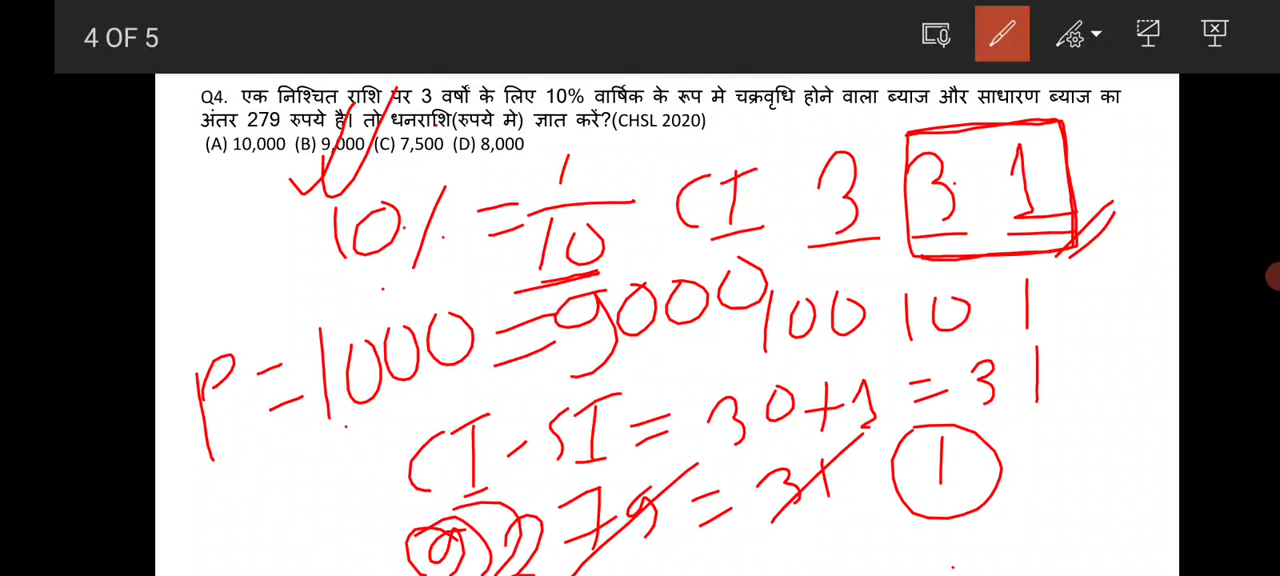 4 OF 5
Q4. एक निश्चित राशि पर 3 वर्षो के लिए 10% वार्षिक के रूप मे चक्रवृधि होने वाला ब्याज और साधारण ब्याज का
अंतर 279 रुपये है। तो धनराशि(रुपये मे) ज्ञात करें?(CHSL 2020)
(A) 10,000 (B) 9,000 (C) 7,500 (D) 8,000
10% = 1/10 CI 3 3 1
P = 1000 = 9000 100 10 1
CI - SI = 30+1 = 31
279 = 31 1
9